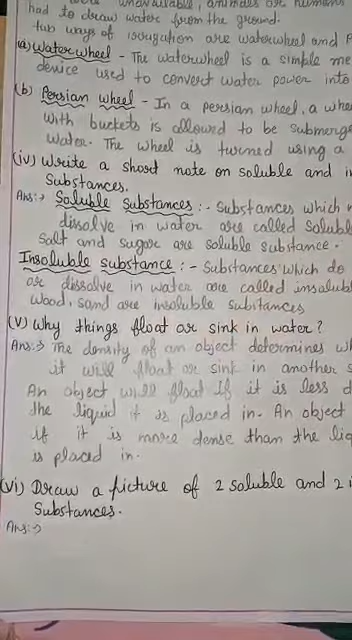 unavailable, animals or humans
had to draw water from the ground.
two ways of irrigation are waterwheel and P
(a) Water wheel - The waterwheel is a simple me
device used to convert water power into
(b) Persian wheel - In a persian wheel, a whe
with buckets is allowed to be submerge
water. The wheel is turned using a
(iv) Write a short note on soluble and in
Substances.
Ans:→ Soluble Substances :- Substances which
dissolve in water are called Soluble
Salt and sugar are soluble substance.
Insoluble substance :- Substances which do
or dissolve in water are called insolub
Wood, sand are insoluble substances
(v) Why things float or sink in water?
Ans:→ The density of an object determines wh
it will float or sink in another s
An object will float If it is less d
the liquid it is placed in. An object
if it is more dense than the liq
is placed in.
(vi) Draw a picture of 2 soluble and 2 i
Substances.
Ans:→